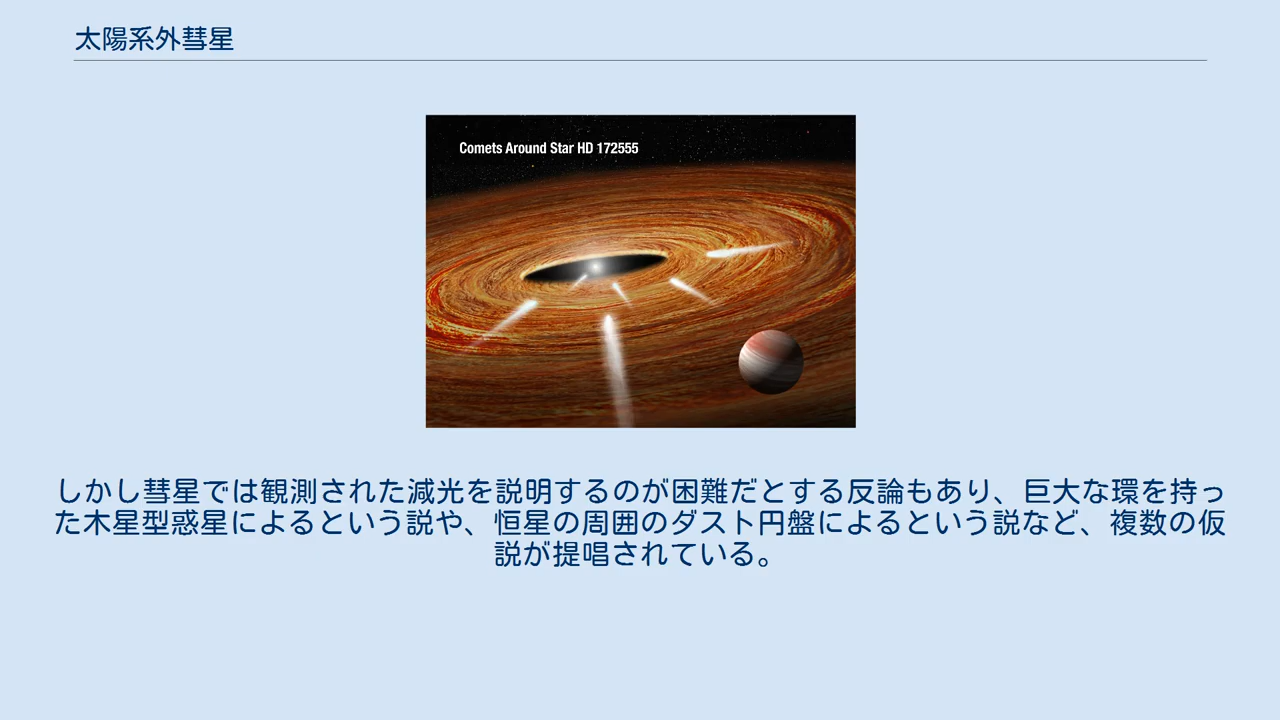 太陽系外彗星
Comets Around Star HD 172555
しかし彗星では観測された減光を説明するのが困難だとする反論もあり、巨大な環を持っ
た木星型惑星によるという説や、恒星の周囲のダスト円盤によるという説など、複数の仮
説が提唱されている。